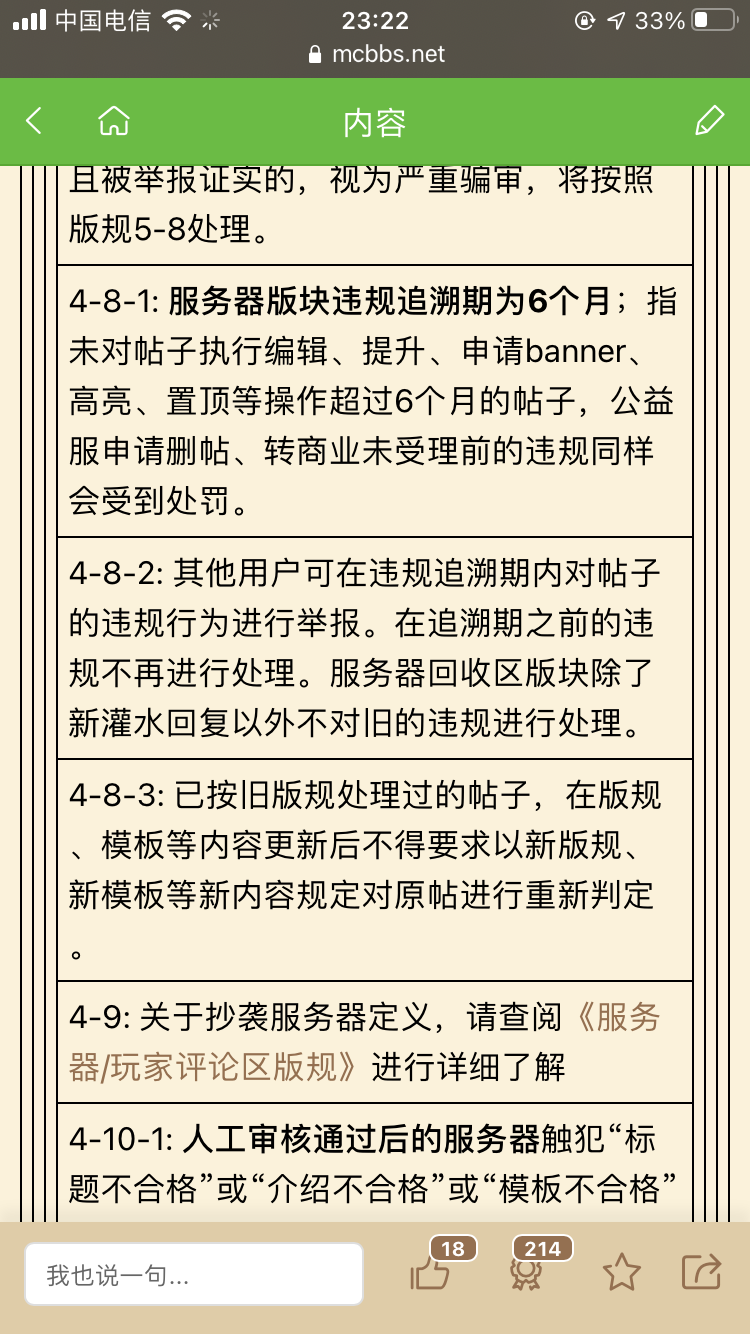 中国电信 23:22 33%
mcbbs.net
内容
且被举报证实的，视为严重骗审，将按照
版规5-8处理。
4-8-1: 服务器版块违规追溯期为6个月；指
未对帖子执行编辑、提升、申请banner、
高亮、置顶等操作超过6个月的帖子，公益
服申请删帖、转商业未受理前的违规同样
会受到处罚。
4-8-2: 其他用户可在违规追溯期内对帖子
的违规行为进行举报。在追溯期之前的违
规不再进行处理。服务器回收区版块除了
新灌水回复以外不对旧的违规进行处理。
4-8-3: 已按旧版规处理过的帖子，在版规
、模板等内容更新后不得要求以新版规、
新模板等新内容规定对原帖进行重新判定
。
4-9: 关于抄袭服务器定义，请查阅《服务
器/玩家评论区版规》进行详细了解
4-10-1: 人工审核通过后的服务器触犯“标
题不合格”或“介绍不合格”或“模板不合格”
我也说一句... 18 214